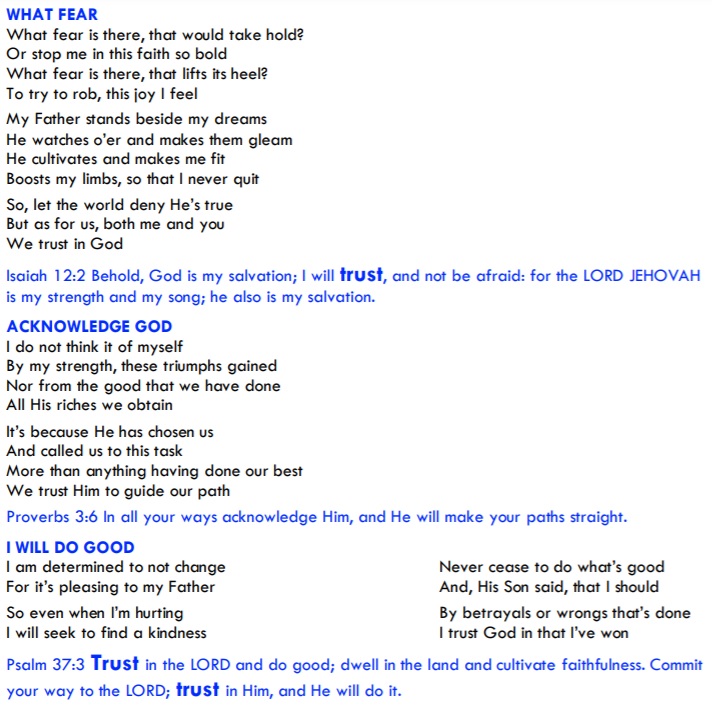 WHAT FEAR
What fear is there, that would take hold?
Or stop me in this faith so bold
What fear is there, that lifts its heel?
To try to rob, this joy I feel
My Father stands beside my dreams
He watches o'er and makes them gleam
He cultivates and makes me fit
Boosts my limbs, so that I never quit
So, let the world deny He's true
But as for us, both me and you
We trust in God
Isaiah 12:2 Behold, God is my salvation; I will trust, and not be afraid: for the LORD JEHOVAH
is my strength and my song; he also is my salvation.
ACKNOWLEDGE GOD
I do not think it of myself
By my strength, these triumphs gained
Nor from the good that we have done
All His riches we obtain
It's because He has chosen us
And called us to this task
More than anything having done our best
We trust Him to guide our path
Proverbs 3:6 In all your ways acknowledge Him, and He will make your paths straight.
I WILL DO GOOD
I am determined to not change
For it's pleasing to my Father
So even when I'm hurting
I will seek to find a kindness
Never cease to do what's good
And, His Son said, that I should
By betrayals or wrongs that's done
I trust God in that I've won
Psalm 37:3 Trust in the LORD and do good; dwell in the land and cultivate faithfulness. Commit
your way to the LORD; trust in Him, and He will do it.